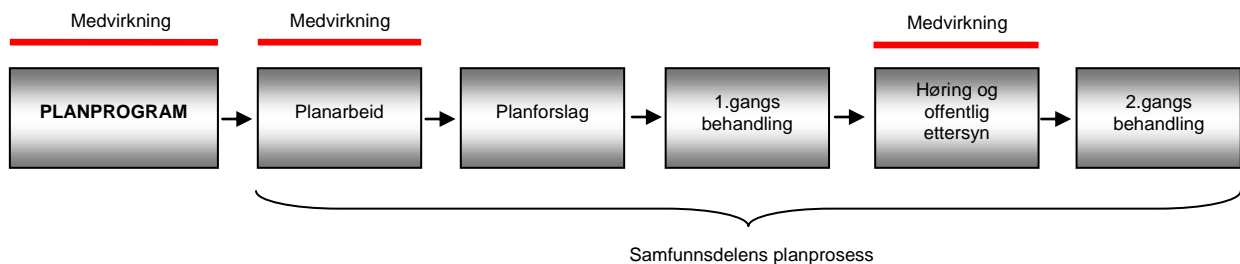 Medvirkning
Medvirkning
Medvirkning
PLANPROGRAM
Planarbeid
Planforslag
1.gangs
behandling
Høring og
offentlig
ettersyn
2.gangs
behandling
Samfunnsdelens planprosess